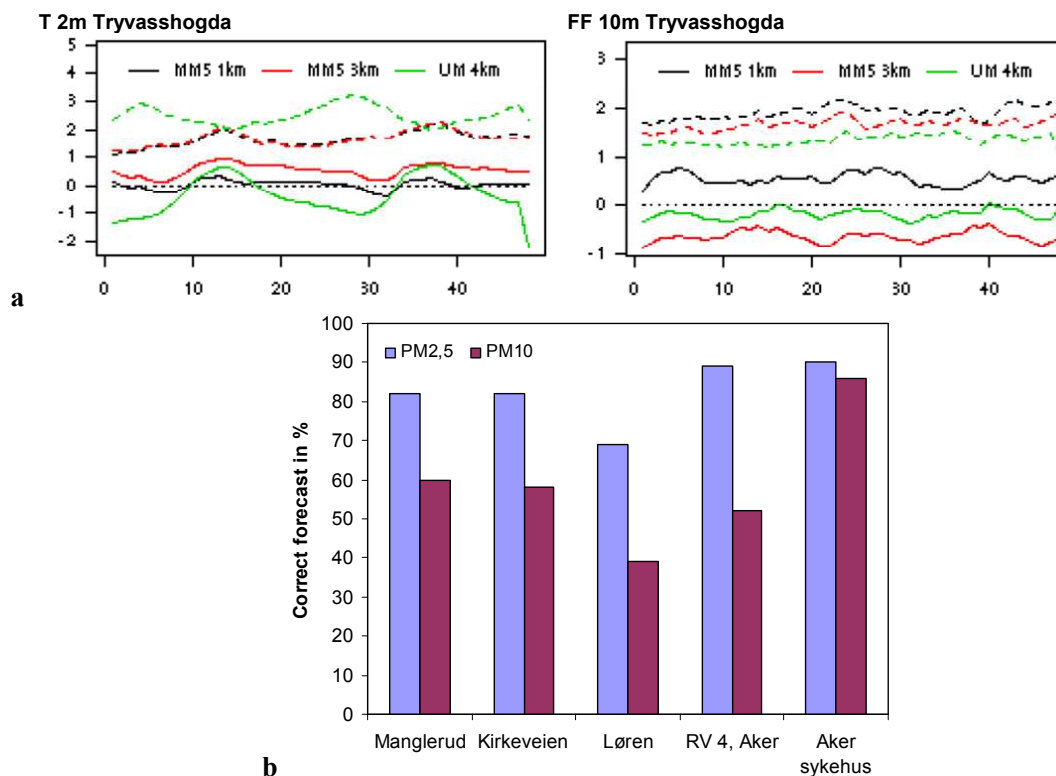 T 2m Tryvasshogda
5
4
3
2
1
0
-1
-2
MM5 1km MM5 3km UM 4km
0 10 20 30 40
FF 10m Tryvasshogda
3
2
1
0
-1
MM5 1km MM5 3km UM 4km
0 10 20 30 40
a
100
90
80
70
60
50
40
30
20
10
0
Correct forecast in %
PM2,5 PM10
Manglerud Kirkeveien Løren RV 4, Aker Aker
sykehus
b